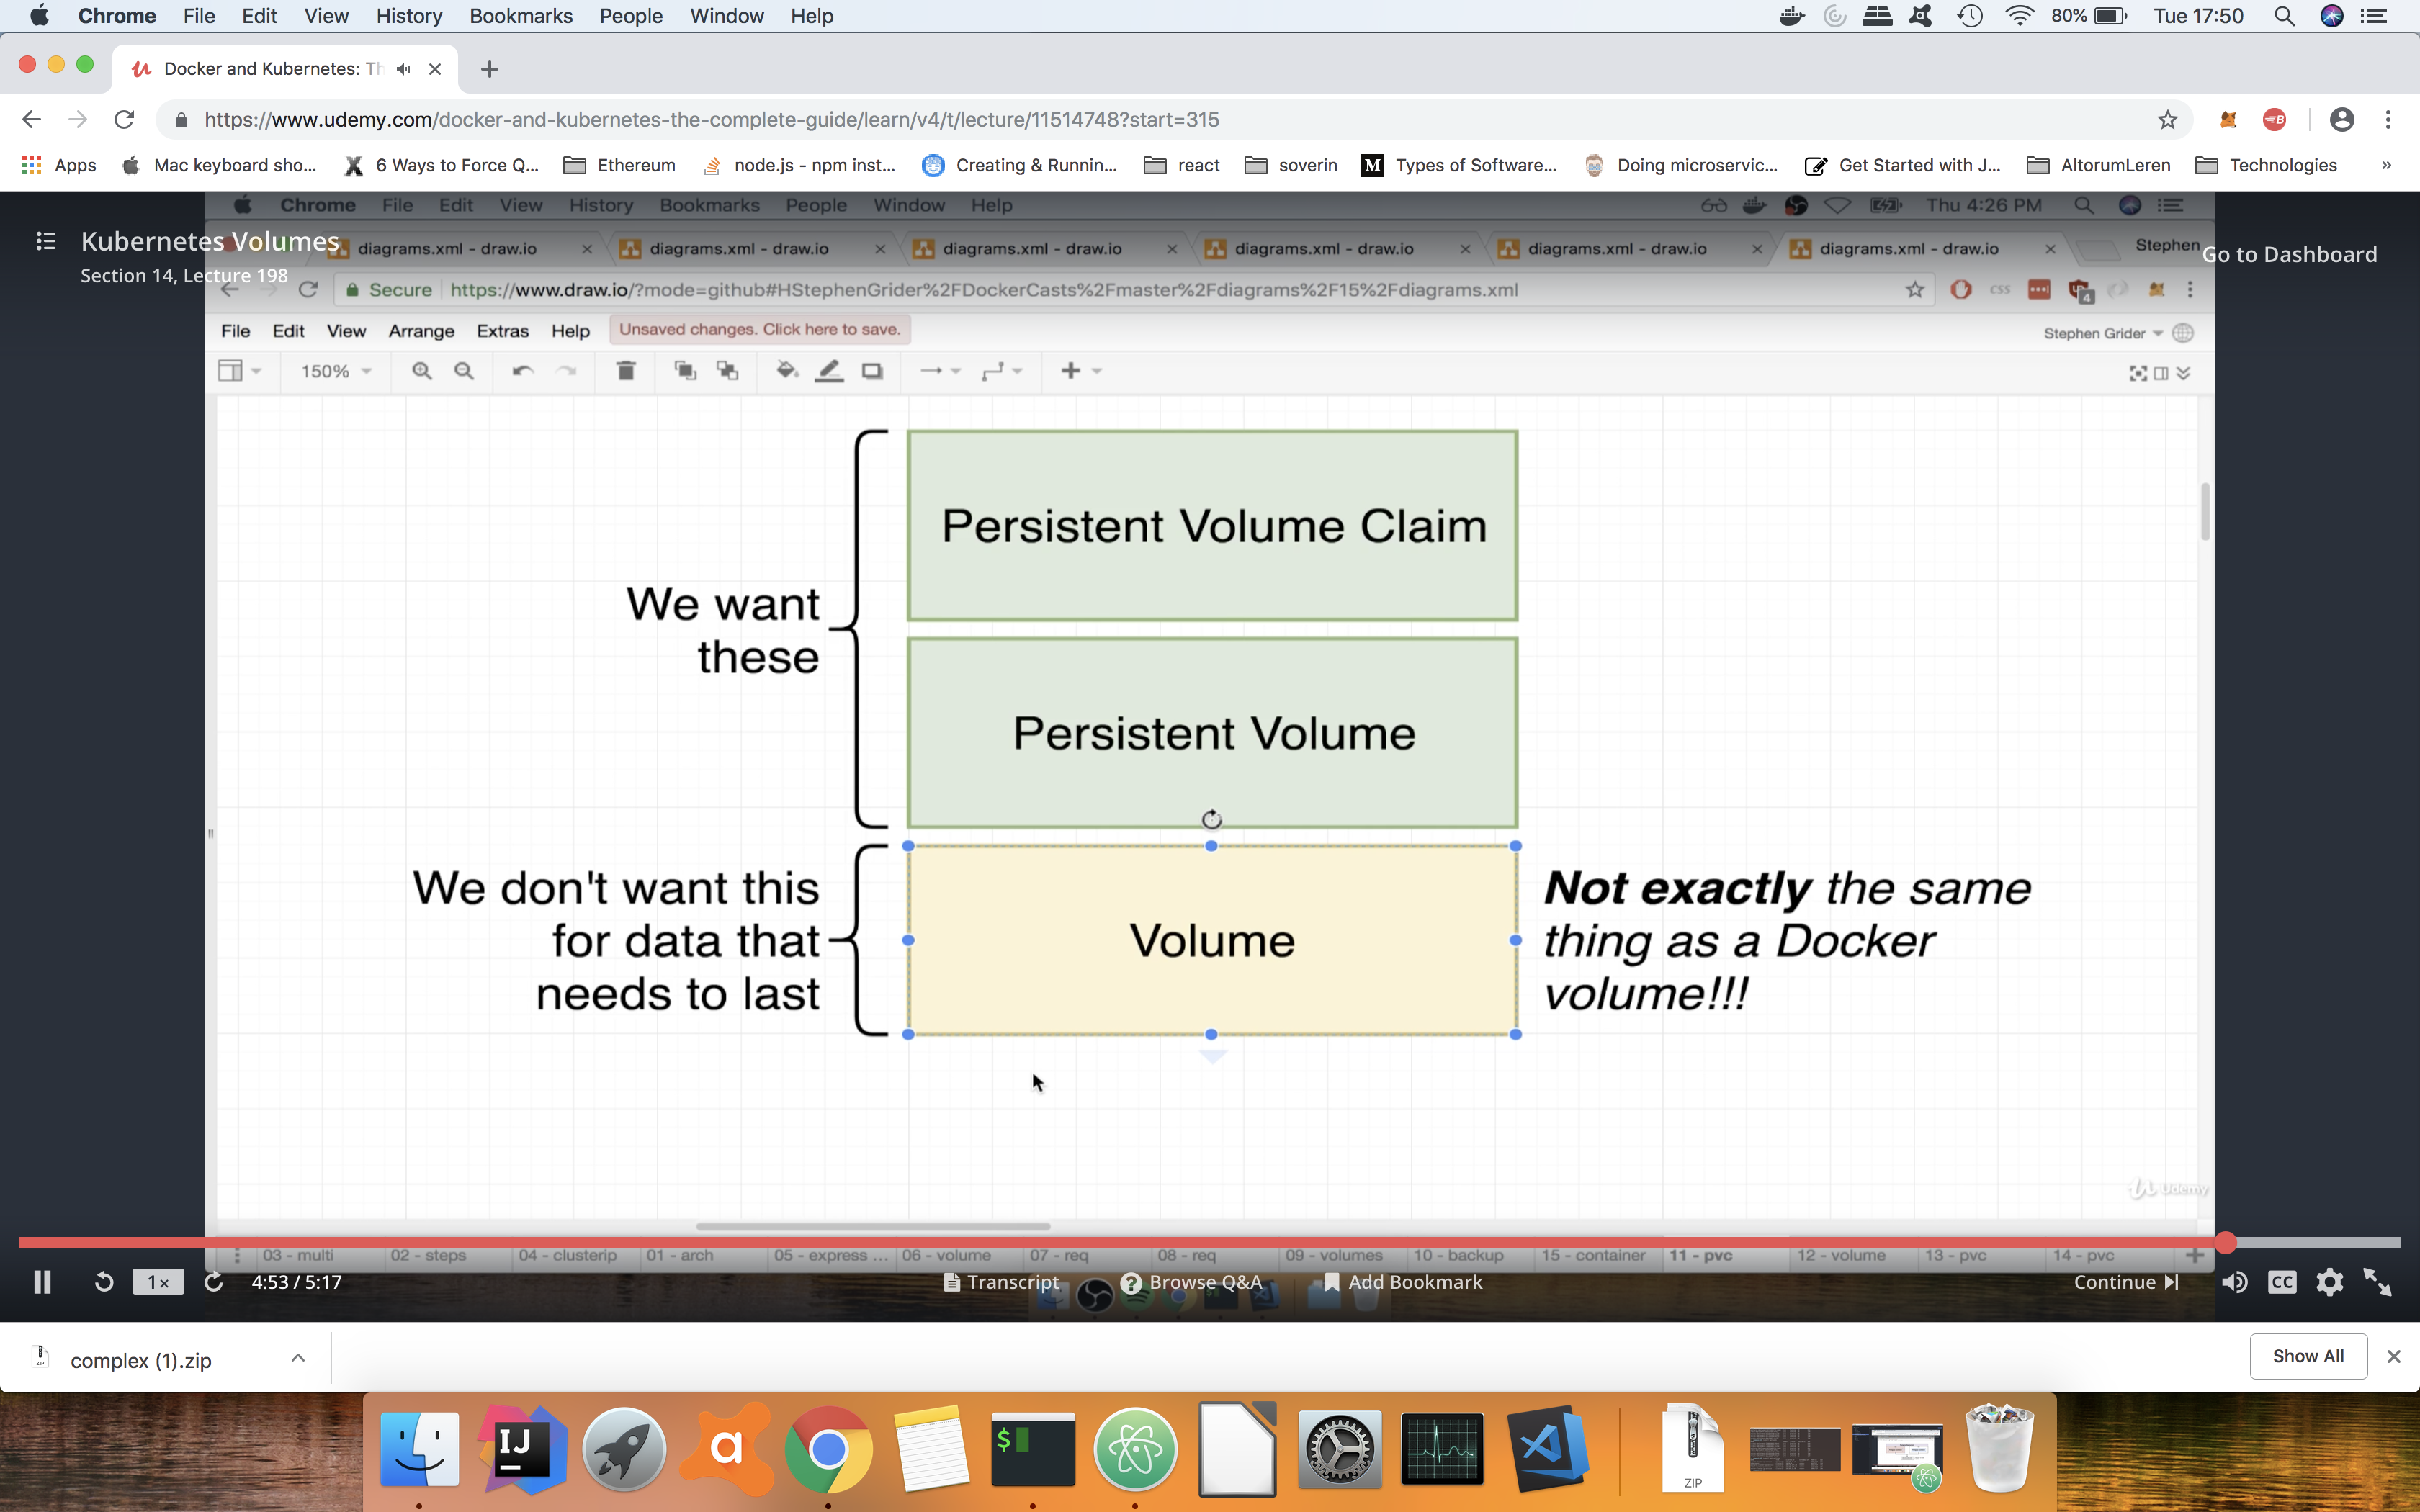 Chrome File Edit View History Bookmarks People Window Help 80% Tue 17:50
Docker and Kubernetes: Th
https://www.udemy.com/docker-and-kubernetes-the-complete-guide/learn/v4/t/lecture/11514748?start=315
Apps Mac keyboard sho... 6 Ways to Force Q... Ethereum node.js - npm inst... Creating & Runnin... react soverin Types of Software... Doing microservic... Get Started with J... AltorumLeren Technologies »
Chrome File Edit View History Bookmarks People Window Help Thu 4:26 PM
Kubernetes Volumes
diagrams.xml - draw.io diagrams.xml - draw.io diagrams.xml - draw.io diagrams.xml - draw.io diagrams.xml - draw.io diagrams.xml - draw.io Stephen
Go to Dashboard
Section 14, Lecture 198
Secure https://www.draw.io/?mode=github#HStephenGrider%2FDockerCasts%2Fmaster%2Fdiagrams%2F15%2Fdiagrams.xml css 4
File Edit View Arrange Extras Help Unsaved changes. Click here to save. Stephen Grider
150%
Persistent Volume Claim
We want
these
Persistent Volume
We don't want this
for data that
needs to last
Volume
Not exactly the same
thing as a Docker
volume!!!
Udemy
03 - multi 02 - steps 04 - clusterip 01 - arch 05 - express ... 06 - volume 07 - req 08 - req 09 - volumes 10 - backup 15 - container 11 - pvc 12 - volume 13 - pvc 14 - pvc
1× 4:53 / 5:17 Transcript Browse Q&A Add Bookmark Continue CC
complex (1).zip Show All
IJ
ZIP